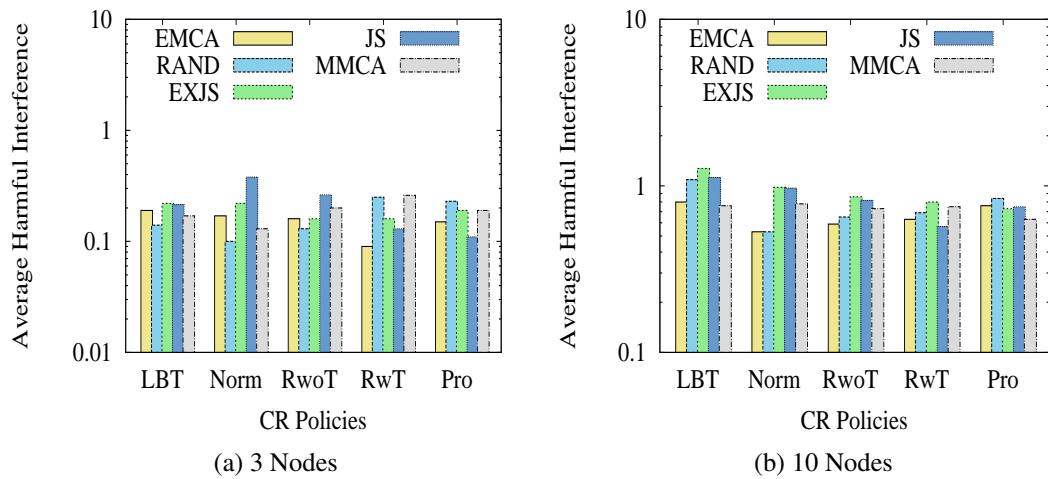 Average Harmful Interference
10
1
0.1
0.01
EMCA
RAND
EXJS
JS
MMCA
LBT Norm RwoT RwT Pro
CR Policies
(a) 3 Nodes
Average Harmful Interference
10
1
0.1
EMCA
RAND
EXJS
JS
MMCA
LBT Norm RwoT RwT Pro
CR Policies
(b) 10 Nodes